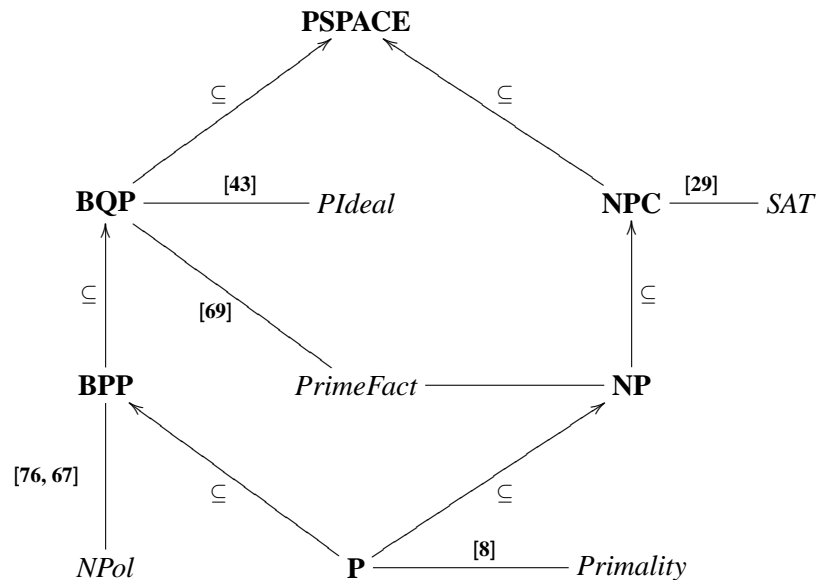 PSPACE
⊆ ⊆
BQP [43] PIdeal NPC [29] SAT
⊆ [69] ⊆
BPP PrimeFact NP
[76, 67] ⊆ ⊆
NPol P [8] Primality